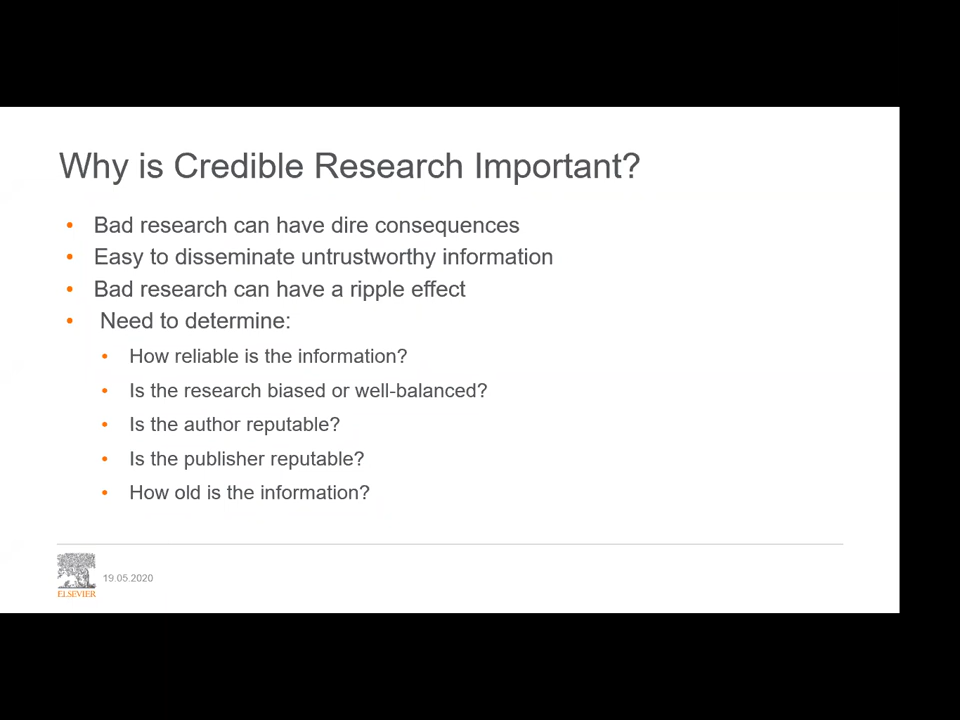 Why is Credible Research Important?
• Bad research can have dire consequences
• Easy to disseminate untrustworthy information
• Bad research can have a ripple effect
• Need to determine:
• How reliable is the information?
• Is the research biased or well-balanced?
• Is the author reputable?
• Is the publisher reputable?
• How old is the information?
19.05.2020
ELSEVIER